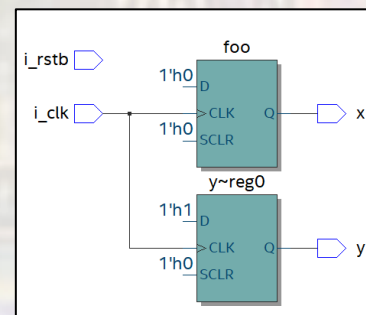 foo
i_rstb
1'h0
D
i_clk
CLK Q x
1'h0
SCLR
y~reg0
1'h1
D
CLK Q y
1'h0
SCLR